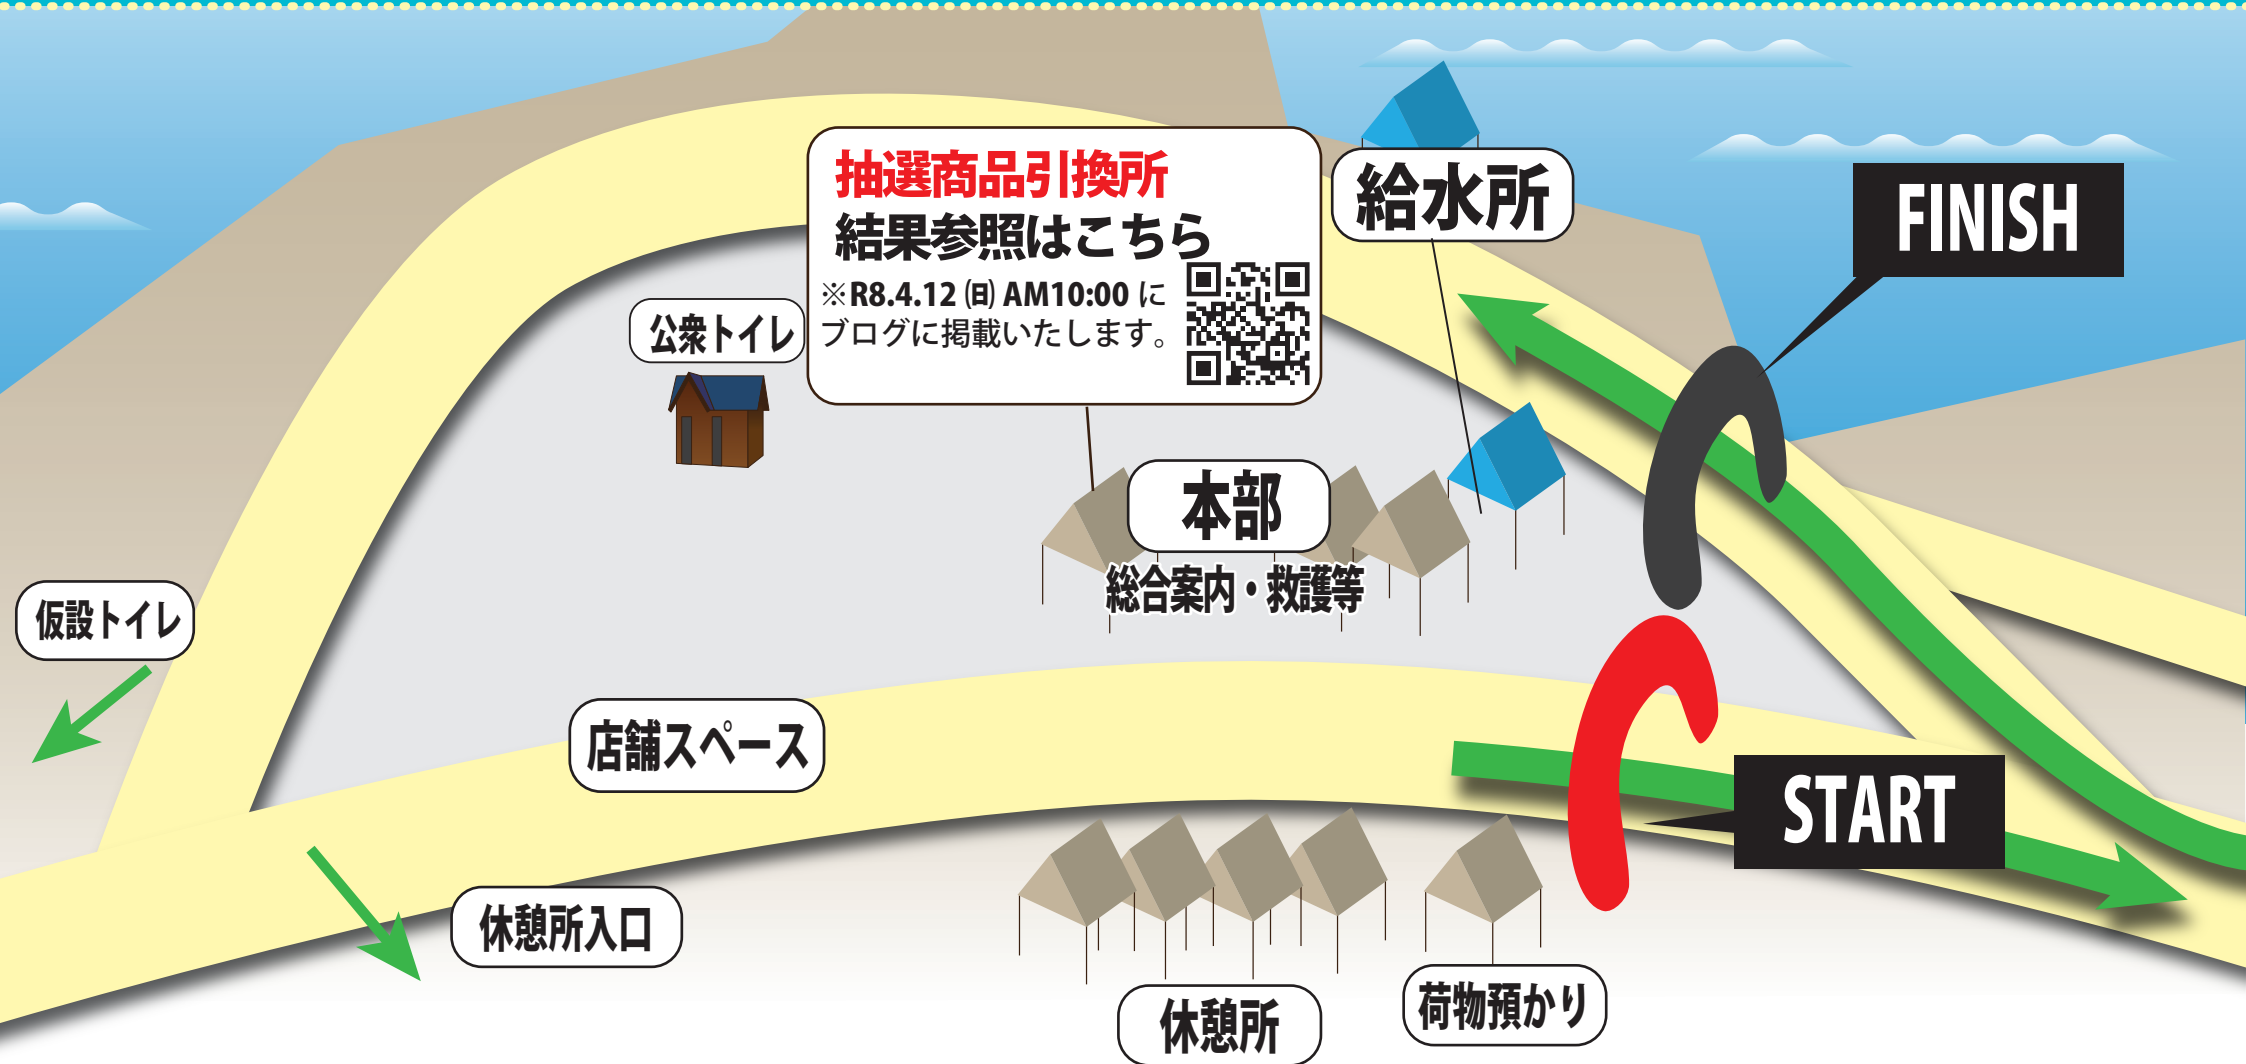 抽選商品引換所
結果参照はこちら
※R8.4.12 ㈰ AM10:00 に
ブログに掲載いたします。
給水所
FINISH
公衆トイレ
本部
総合案内・救護等
仮設トイレ
店舗スペース
START
休憩所入口
休憩所
荷物預かり